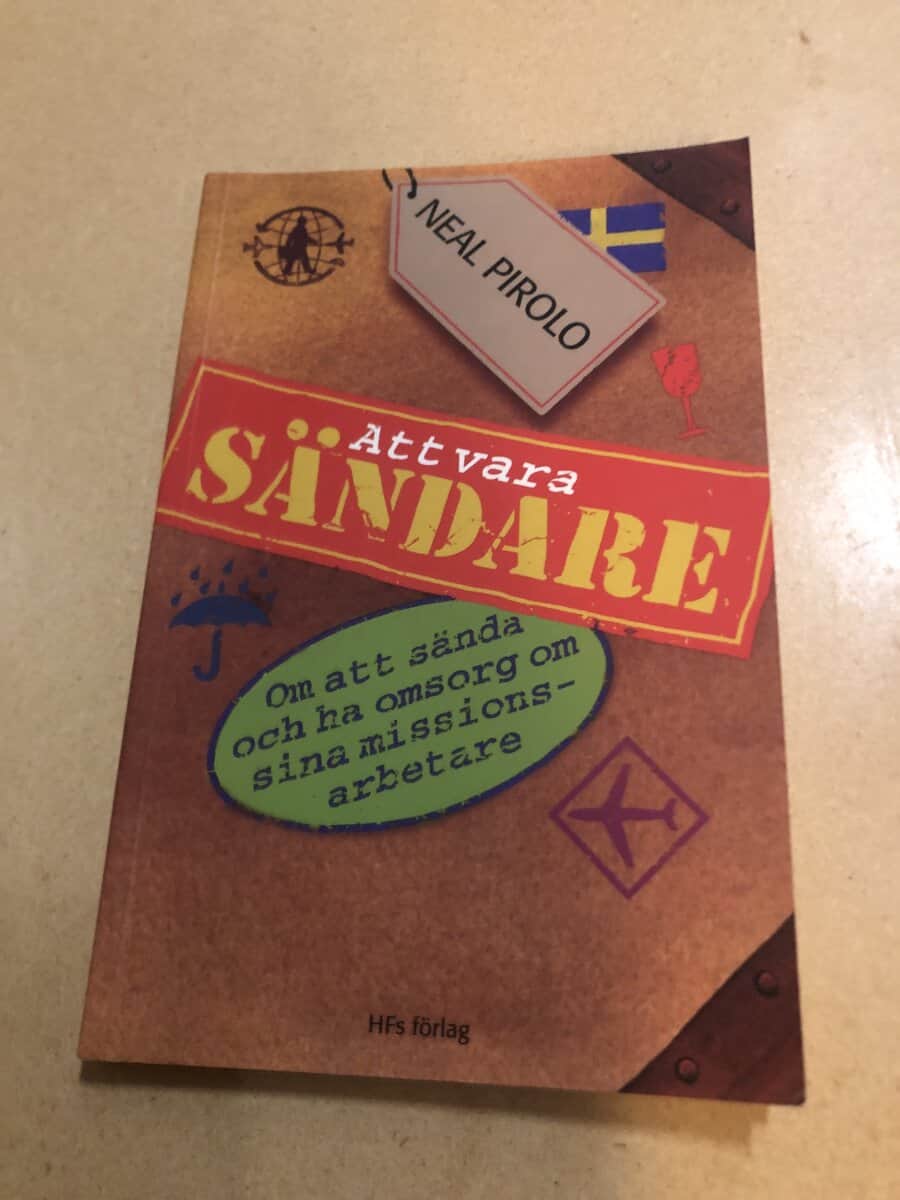 NEAL PIROLO
Att vara
SÄNDARE
Om att sända
och ha omsorg om
sina missions-
arbetare
HFs förlag